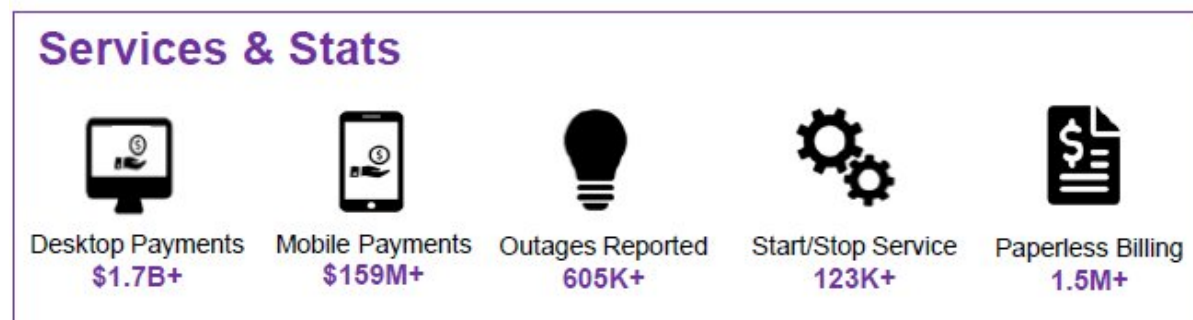 Services & Stats
Desktop Payments
$1.7B+
Mobile Payments
$159M+
Outages Reported
605K+
Start/Stop Service
123K+
Paperless Billing
1.5M+